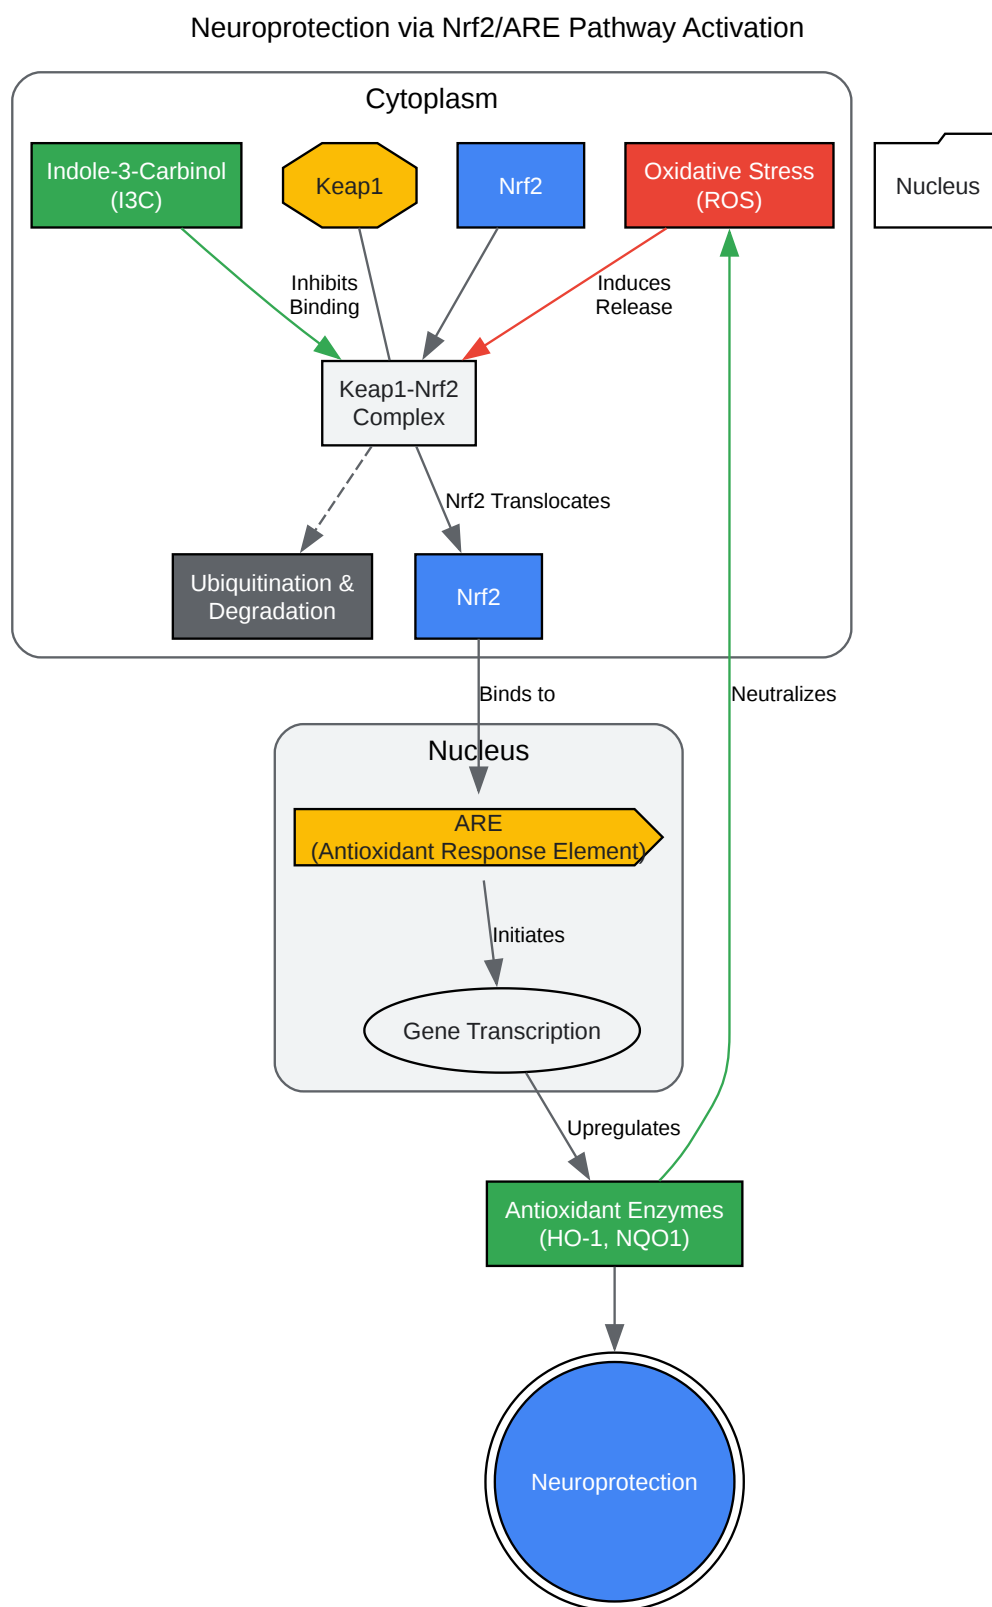 Neuroprotection via Nrf2/ARE Pathway Activation
Cytoplasm
Indole-3-Carbinol
(I3C)
Keap1
Nrf2
Oxidative Stress
(ROS)
Nucleus
Inhibits
Binding
Induces
Release
Keap1-Nrf2
Complex
Nrf2 Translocates
Ubiquitination &
Degradation
Nrf2
Binds to
Neutralizes
Nucleus
ARE
(Antioxidant Response Element)
Initiates
Gene Transcription
Upregulates
Antioxidant Enzymes
(HO-1, NQO1)
Neuroprotection